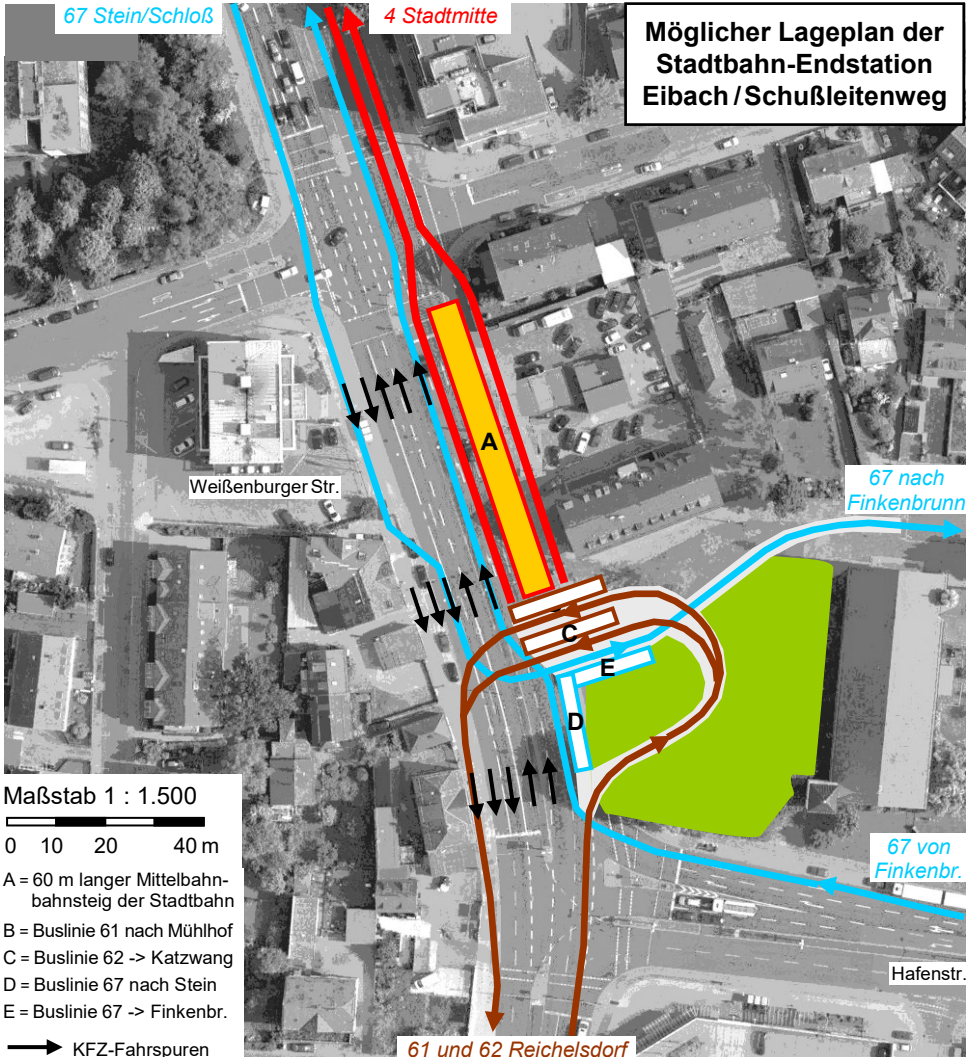 67 Stein/Schloß
4 Stadtmitte
Möglicher Lageplan der
Stadtbahn-Endstation
Eibach / Schußleitenweg
A
Weißenburger Str.
67 nach
Finkenbrunn
C
E
D
Maßstab 1 : 1.500
0 10 20 40 m
A = 60 m langer Mittelbahn-
bahnsteig der Stadtbahn
B = Buslinie 61 nach Mühlhof
C = Buslinie 62 -> Katzwang
D = Buslinie 67 nach Stein
E = Buslinie 67 -> Finkenbr.
KFZ-Fahrspuren
67 von
Finkenbr.
Hafenstr.
61 und 62 Reichelsdorf